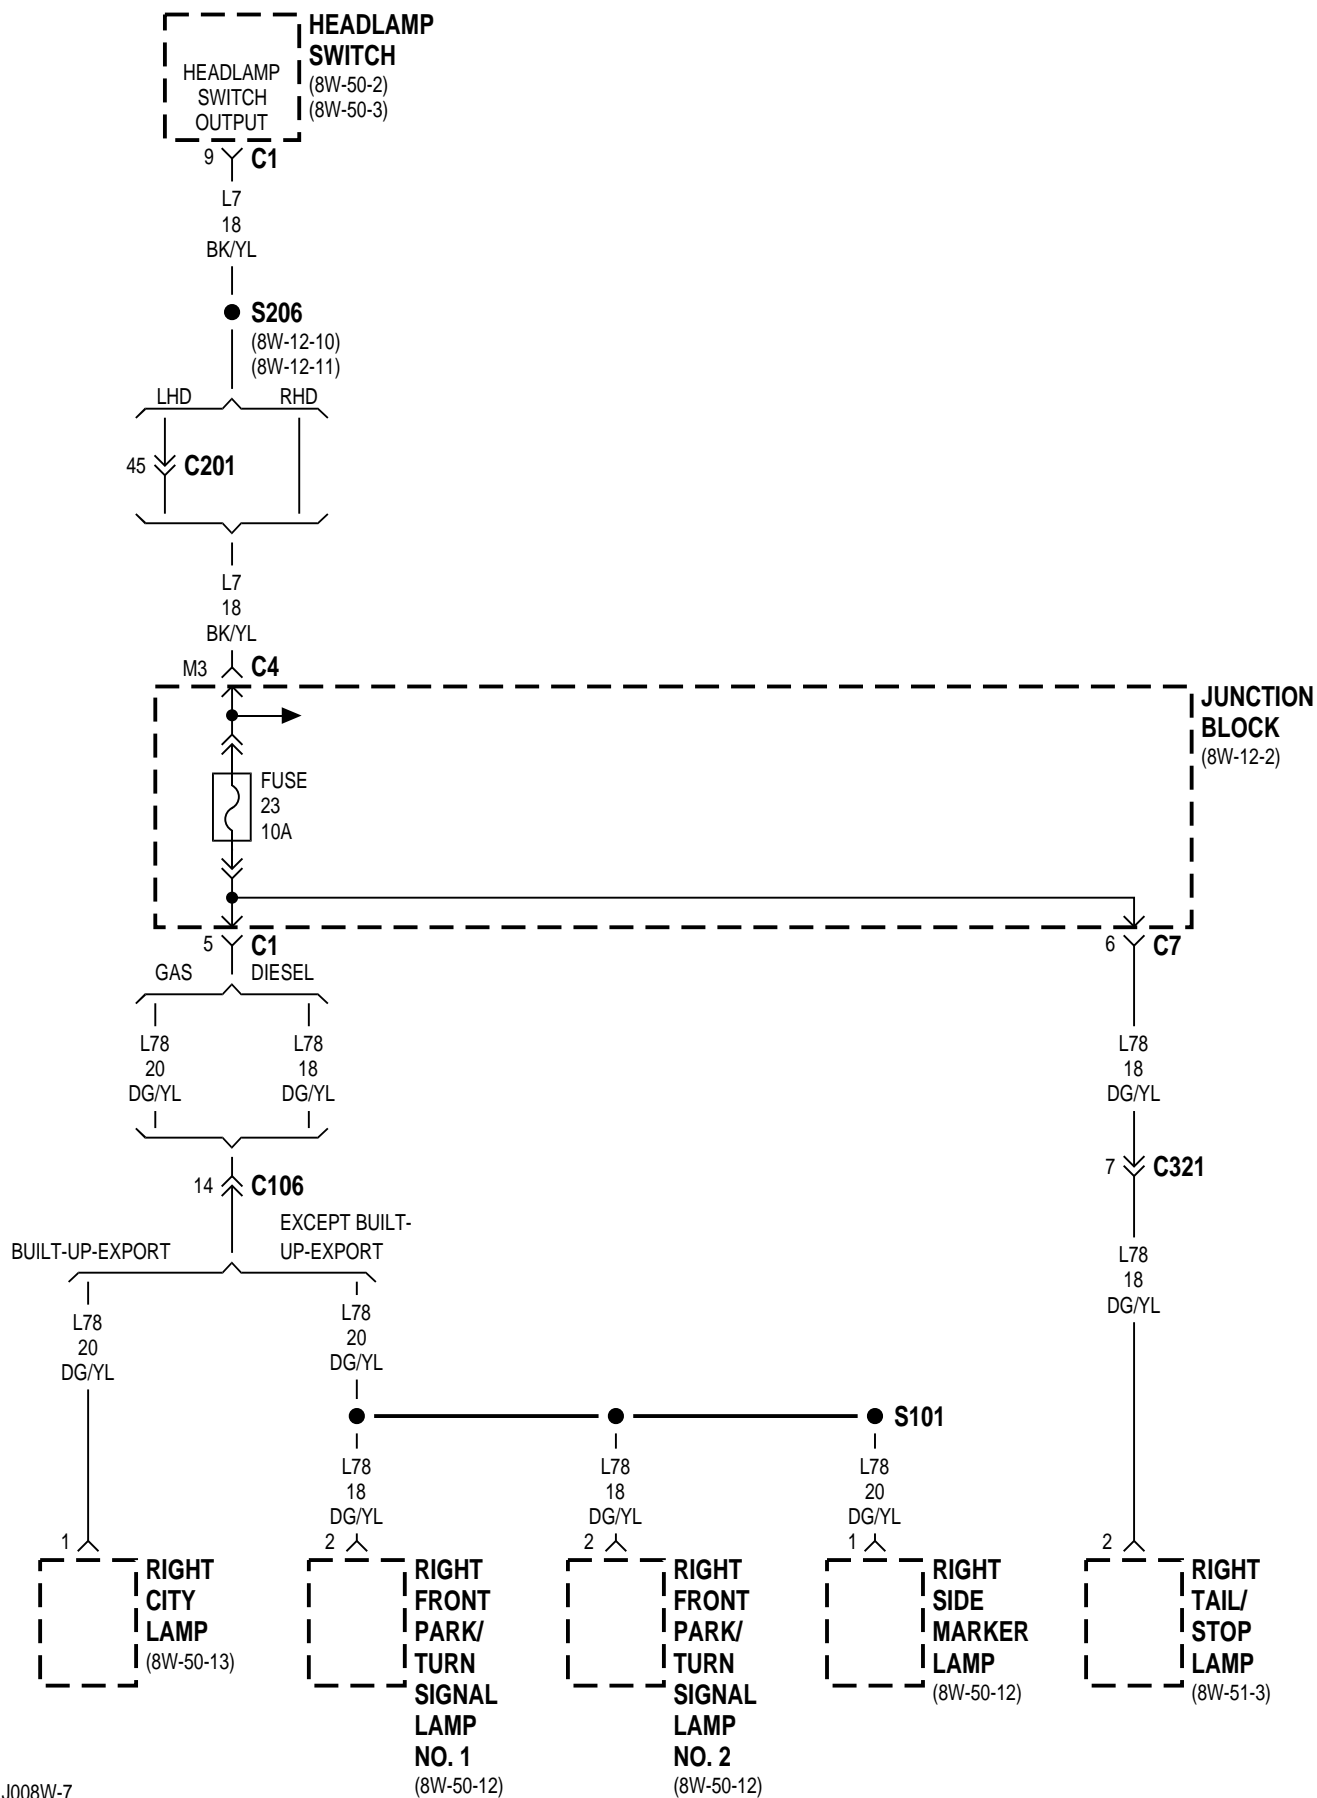 HEADLAMP
SWITCH
(8W-50-2)
(8W-50-3)
HEADLAMP
SWITCH
OUTPUT
9 C1
L7
18
BK/YL
S206
(8W-12-10)
(8W-12-11)
LHD RHD
45 C201
L7
18
BK/YL
M3 C4
JUNCTION
BLOCK
(8W-12-2)
FUSE
23
10A
5 C1
6 C7
GAS DIESEL
L78
20
DG/YL
L78
18
DG/YL
L78
18
DG/YL
7 C321
14 C106
BUILT-UP-EXPORT
EXCEPT BUILT-
UP-EXPORT
L78
20
DG/YL
L78
20
DG/YL
L78
18
DG/YL
S101
L78
18
DG/YL
L78
18
DG/YL
L78
20
DG/YL
1
RIGHT
CITY
LAMP
(8W-50-13)
2
RIGHT
FRONT
PARK/
TURN
SIGNAL
LAMP
NO. 1
(8W-50-12)
2
RIGHT
FRONT
PARK/
TURN
SIGNAL
LAMP
NO. 2
(8W-50-12)
1
RIGHT
SIDE
MARKER
LAMP
(8W-50-12)
2
RIGHT
TAIL/
STOP
LAMP
(8W-51-3)
J008W-7